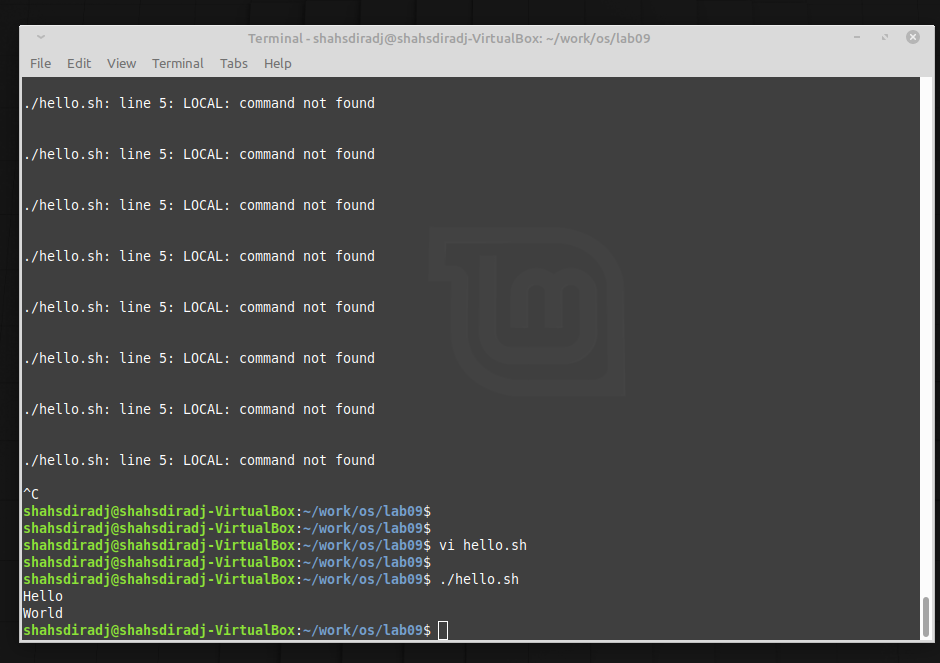 Terminal - shahsdiradj@shahsdiradj-VirtualBox: ~/work/os/lab09
File Edit View Terminal Tabs Help
./hello.sh: line 5: LOCAL: command not found
./hello.sh: line 5: LOCAL: command not found
./hello.sh: line 5: LOCAL: command not found
./hello.sh: line 5: LOCAL: command not found
./hello.sh: line 5: LOCAL: command not found
./hello.sh: line 5: LOCAL: command not found
./hello.sh: line 5: LOCAL: command not found
./hello.sh: line 5: LOCAL: command not found
^C
shahsdiradj@shahsdiradj-VirtualBox:~/work/os/lab09$
shahsdiradj@shahsdiradj-VirtualBox:~/work/os/lab09$
shahsdiradj@shahsdiradj-VirtualBox:~/work/os/lab09$ vi hello.sh
shahsdiradj@shahsdiradj-VirtualBox:~/work/os/lab09$
shahsdiradj@shahsdiradj-VirtualBox:~/work/os/lab09$ ./hello.sh
Hello
World
shahsdiradj@shahsdiradj-VirtualBox:~/work/os/lab09$